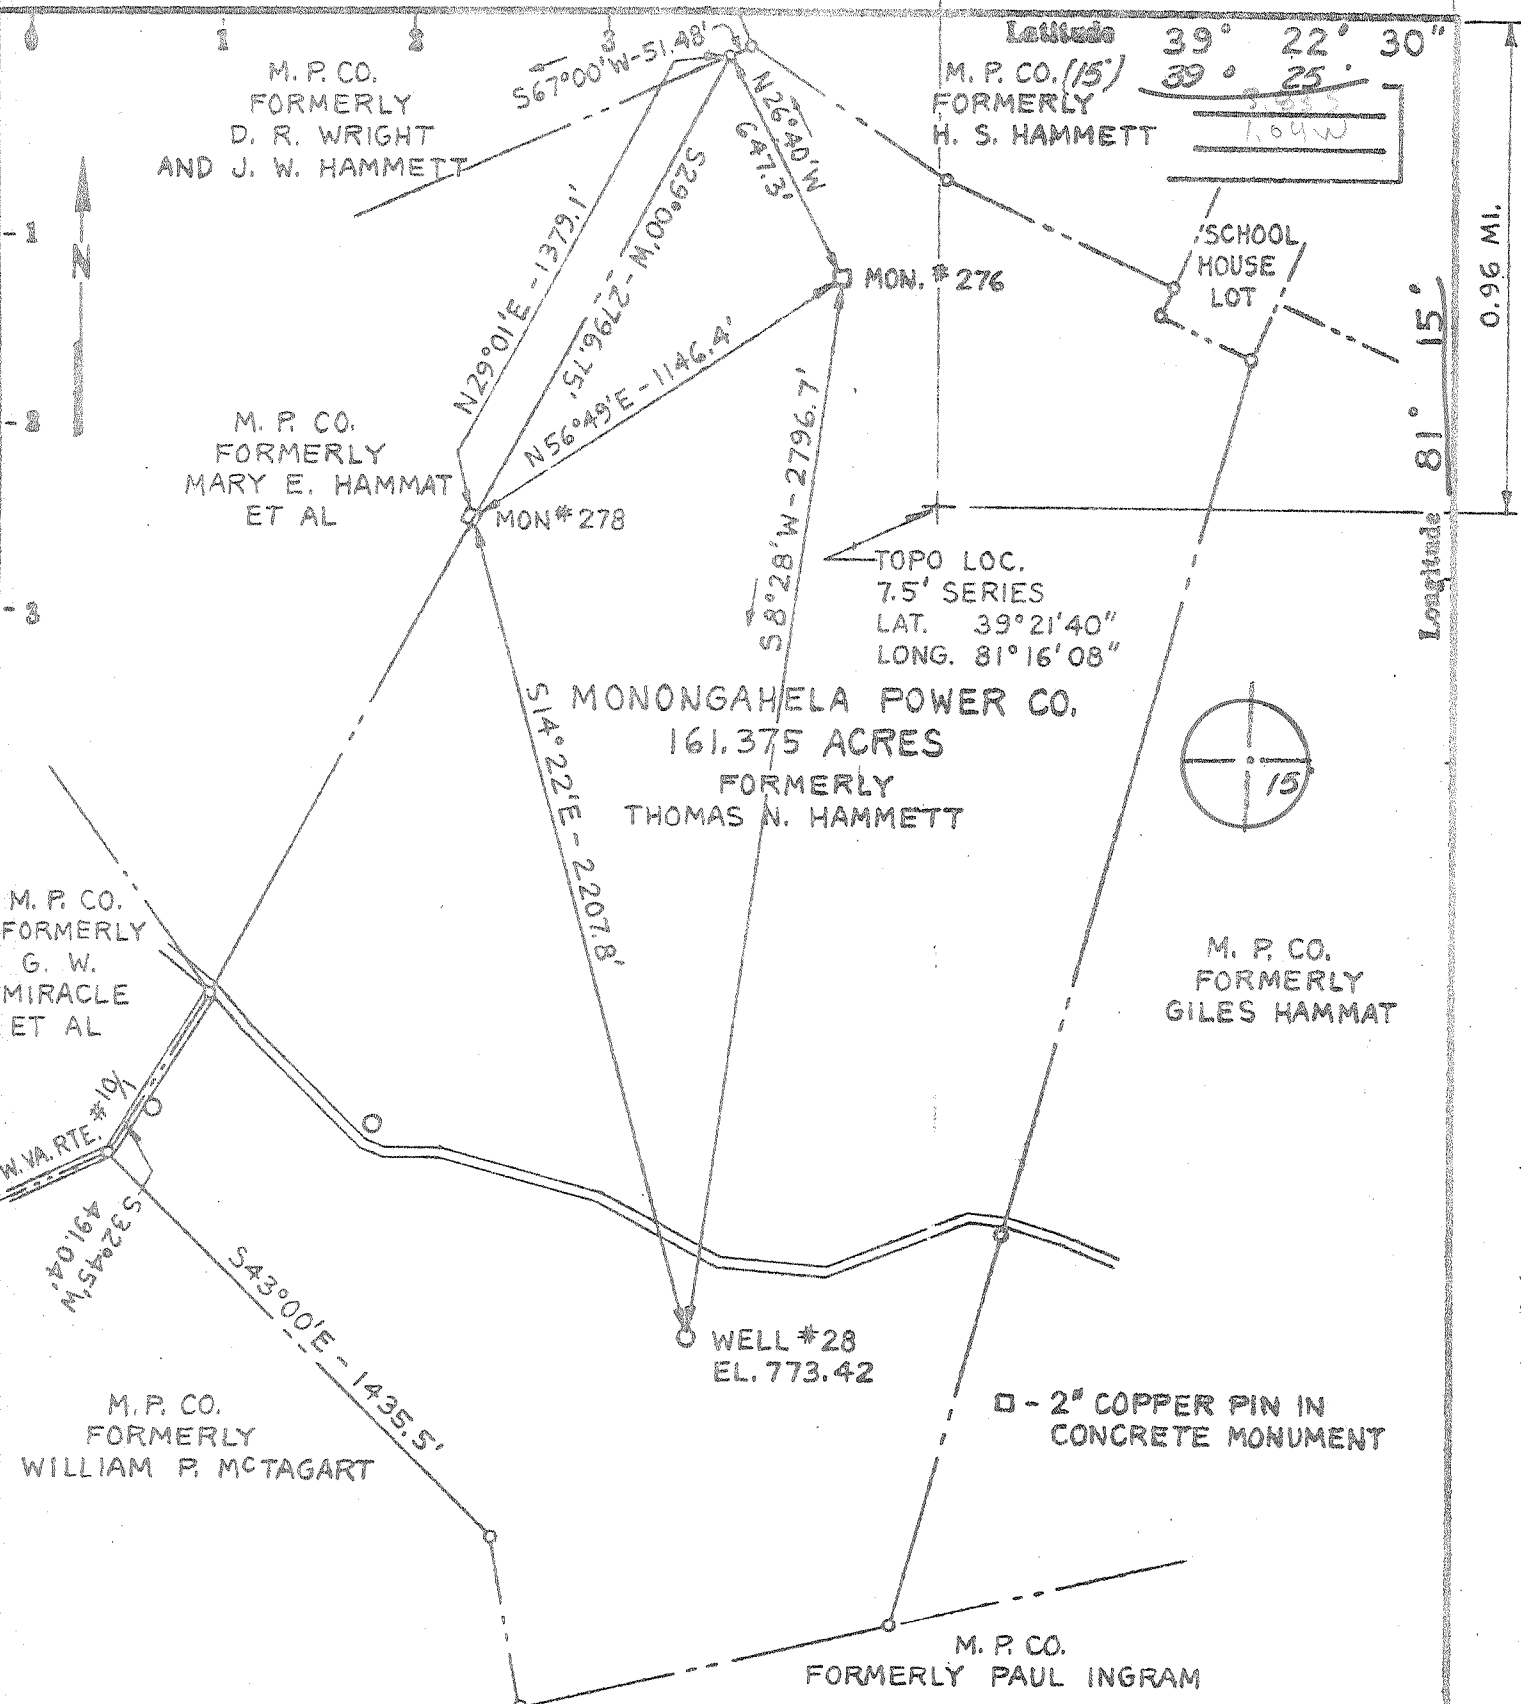 0 1 2 3
Latitude 39° 22' 30"
(15') 39° 25'
1.04 W
M. P. CO.
FORMERLY
D. R. WRIGHT
AND J. W. HAMMETT
S67°00'W-51.48'
M. P. CO.
FORMERLY
H. S. HAMMETT
N26°40'W
647.3'
N
-1
-2
-3
SCHOOL
HOUSE
LOT
0.96 MI.
Longitude 81° 15'
N29°01'E - 1379.1'
S29°00'W - 2796.75'
MON. #276
N56°49'E - 1146.4'
M. P. CO.
FORMERLY
MARY E. HAMMAT
ET AL
MON#278
S8°28'W - 2796.7'
TOPO LOC.
7.5' SERIES
LAT. 39°21'40"
LONG. 81°16'08"
S14°22'E - 2207.8'
MONONGAHELA POWER CO.
161.375 ACRES
FORMERLY
THOMAS N. HAMMETT
15
M. P. CO.
FORMERLY
G. W.
MIRACLE
ET AL
M. P. CO.
FORMERLY
GILES HAMMAT
W. VA. RTE. #10/1
S32°45'W
491.04'
S43°00'E - 1435.5'
WELL #28
EL. 773.42
M. P. CO.
FORMERLY
WILLIAM P. McTAGART
□ - 2" COPPER PIN IN
CONCRETE MONUMENT
M. P. CO.
FORMERLY PAUL INGRAM